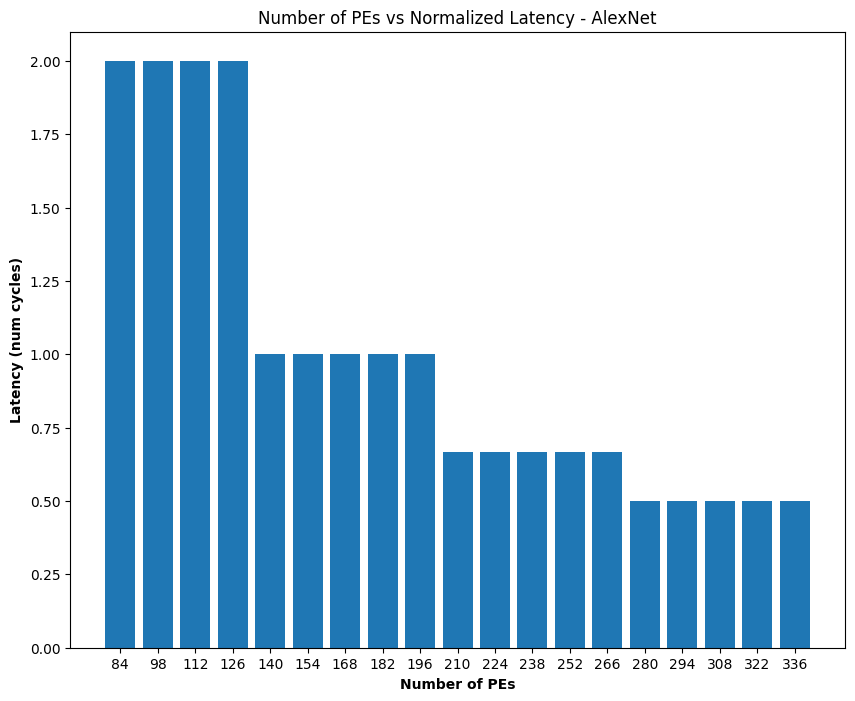 Number of PEs vs Normalized Latency - AlexNet
2.00
1.75
1.50
1.25
1.00
0.75
0.50
0.25
0.00
Latency (num cycles)
84 98 112 126 140 154 168 182 196 210 224 238 252 266 280 294 308 322 336
Number of PEs